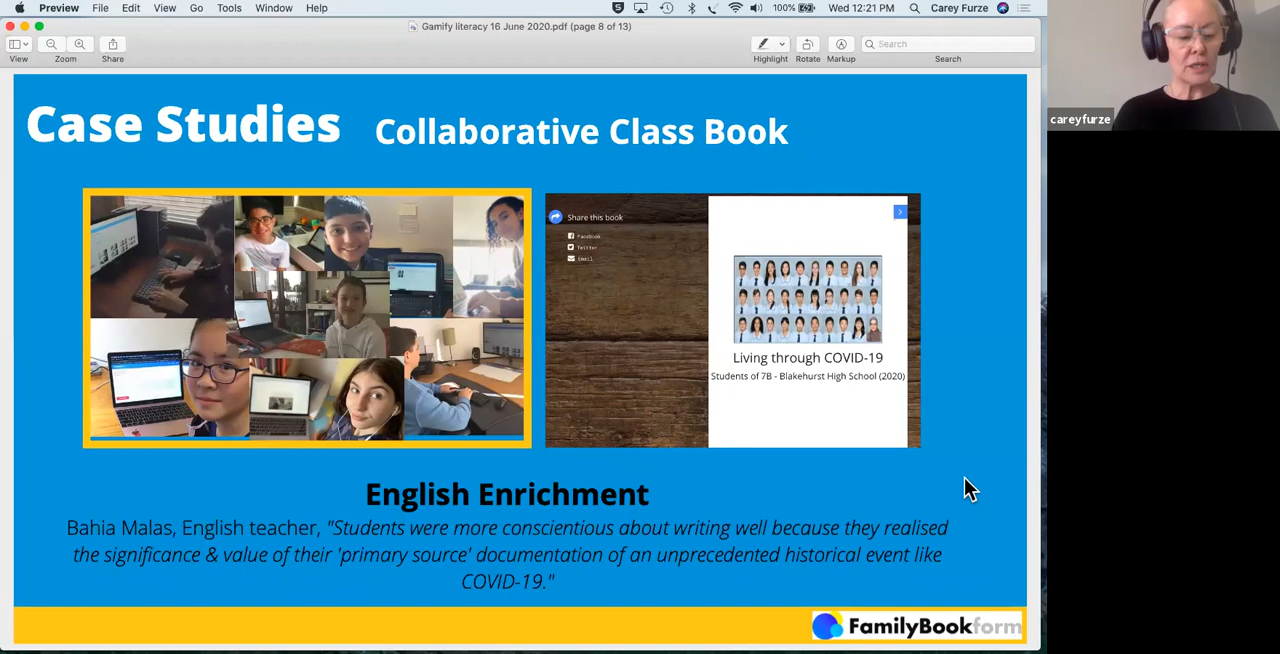 Preview File Edit View Go Tools Window Help 100% Wed 12:21 PM Carey Furze
Gamify literacy 16 June 2020.pdf (page 8 of 13)
Search
View Zoom Share Highlight Rotate Markup Search
careyfurze
Case Studies Collaborative Class Book
Share this book
Facebook
Twitter
Email
Living through COVID-19
Students of 7B - Blakehurst High School (2020)
English Enrichment
Bahia Malas, English teacher, "Students were more conscientious about writing well because they realised
the significance & value of their 'primary source' documentation of an unprecedented historical event like
COVID-19."
FamilyBookform